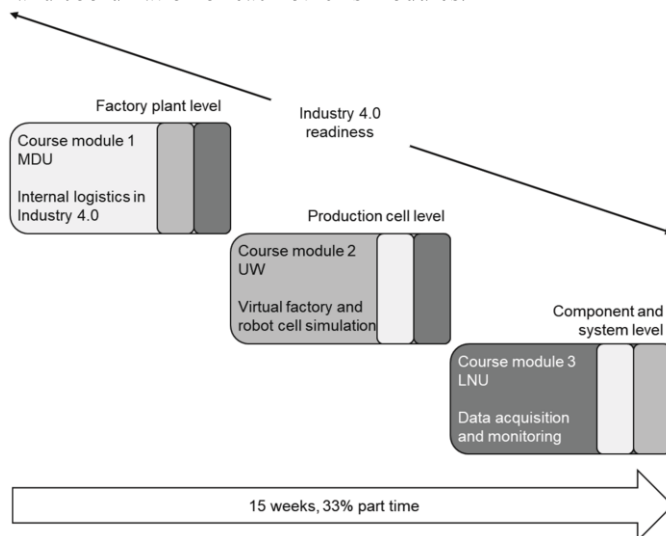 Factory plant level
Industry 4.0
readiness
Course module 1
MDU
Internal logistics in
Industry 4.0
Production cell level
Course module 2
UW
Virtual factory and
robot cell simulation
Component and
system level
Course module 3
LNU
Data acquisition
and monitoring
15 weeks, 33% part time